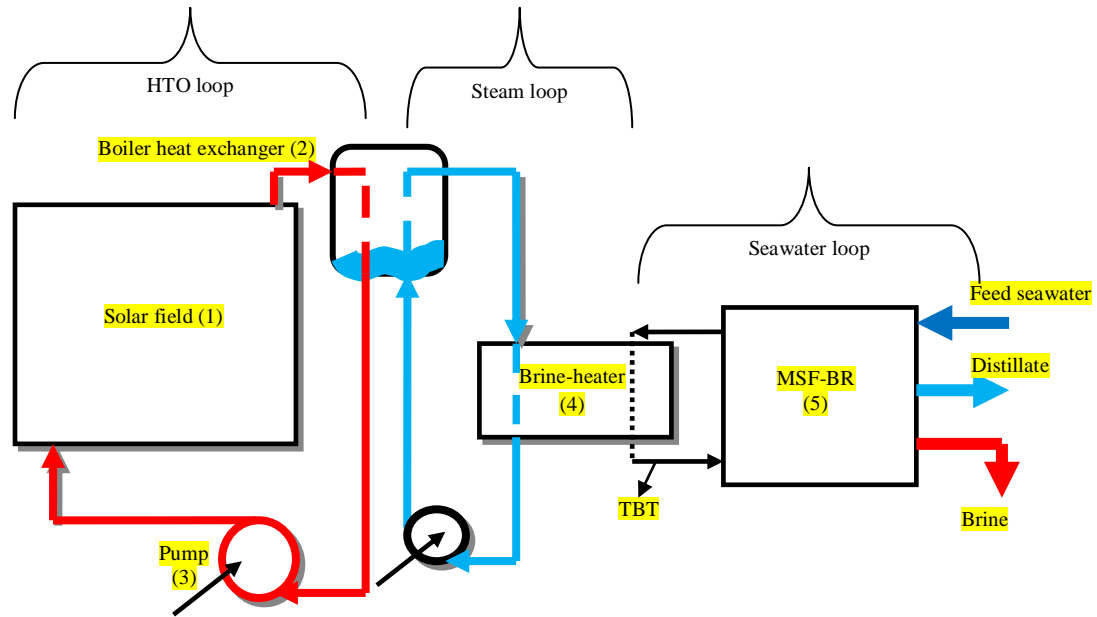 HTO loop
Steam loop
Boiler heat exchanger (2)
Seawater loop
Solar field (1)
Feed seawater
Brine-heater
(4)
MSF-BR
(5)
Distillate
TBT
Brine
Pump
(3)